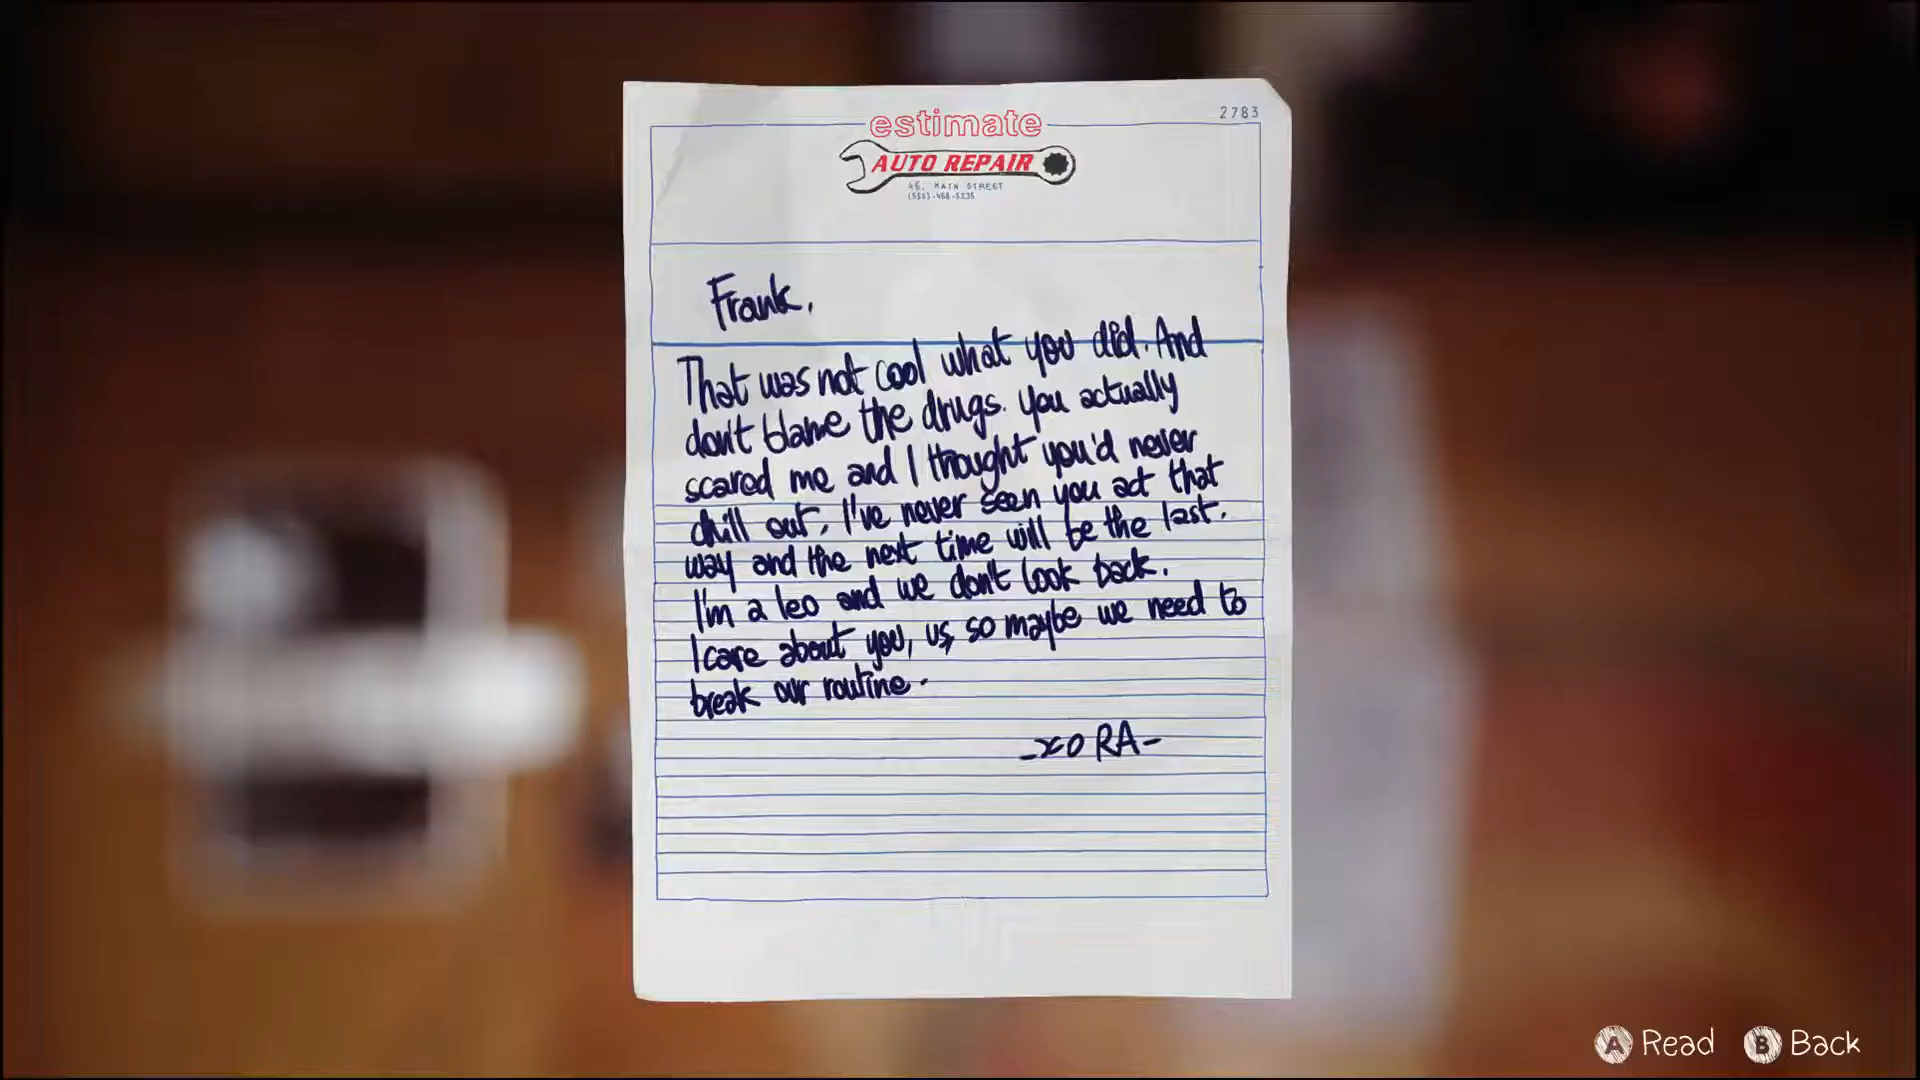 estimate
2783
AUTO REPAIR
46, MAIN STREET
Frank,
That was not cool what you did. And
don't blame the drugs. You actually
scared me and I thought you'd never
chill out. I've never seen you act that
way and the next time will be the last.
I'm a leo and we don't look back.
I care about you, us, so maybe we need to
break our routine.
-xo RA-
A Read B Back